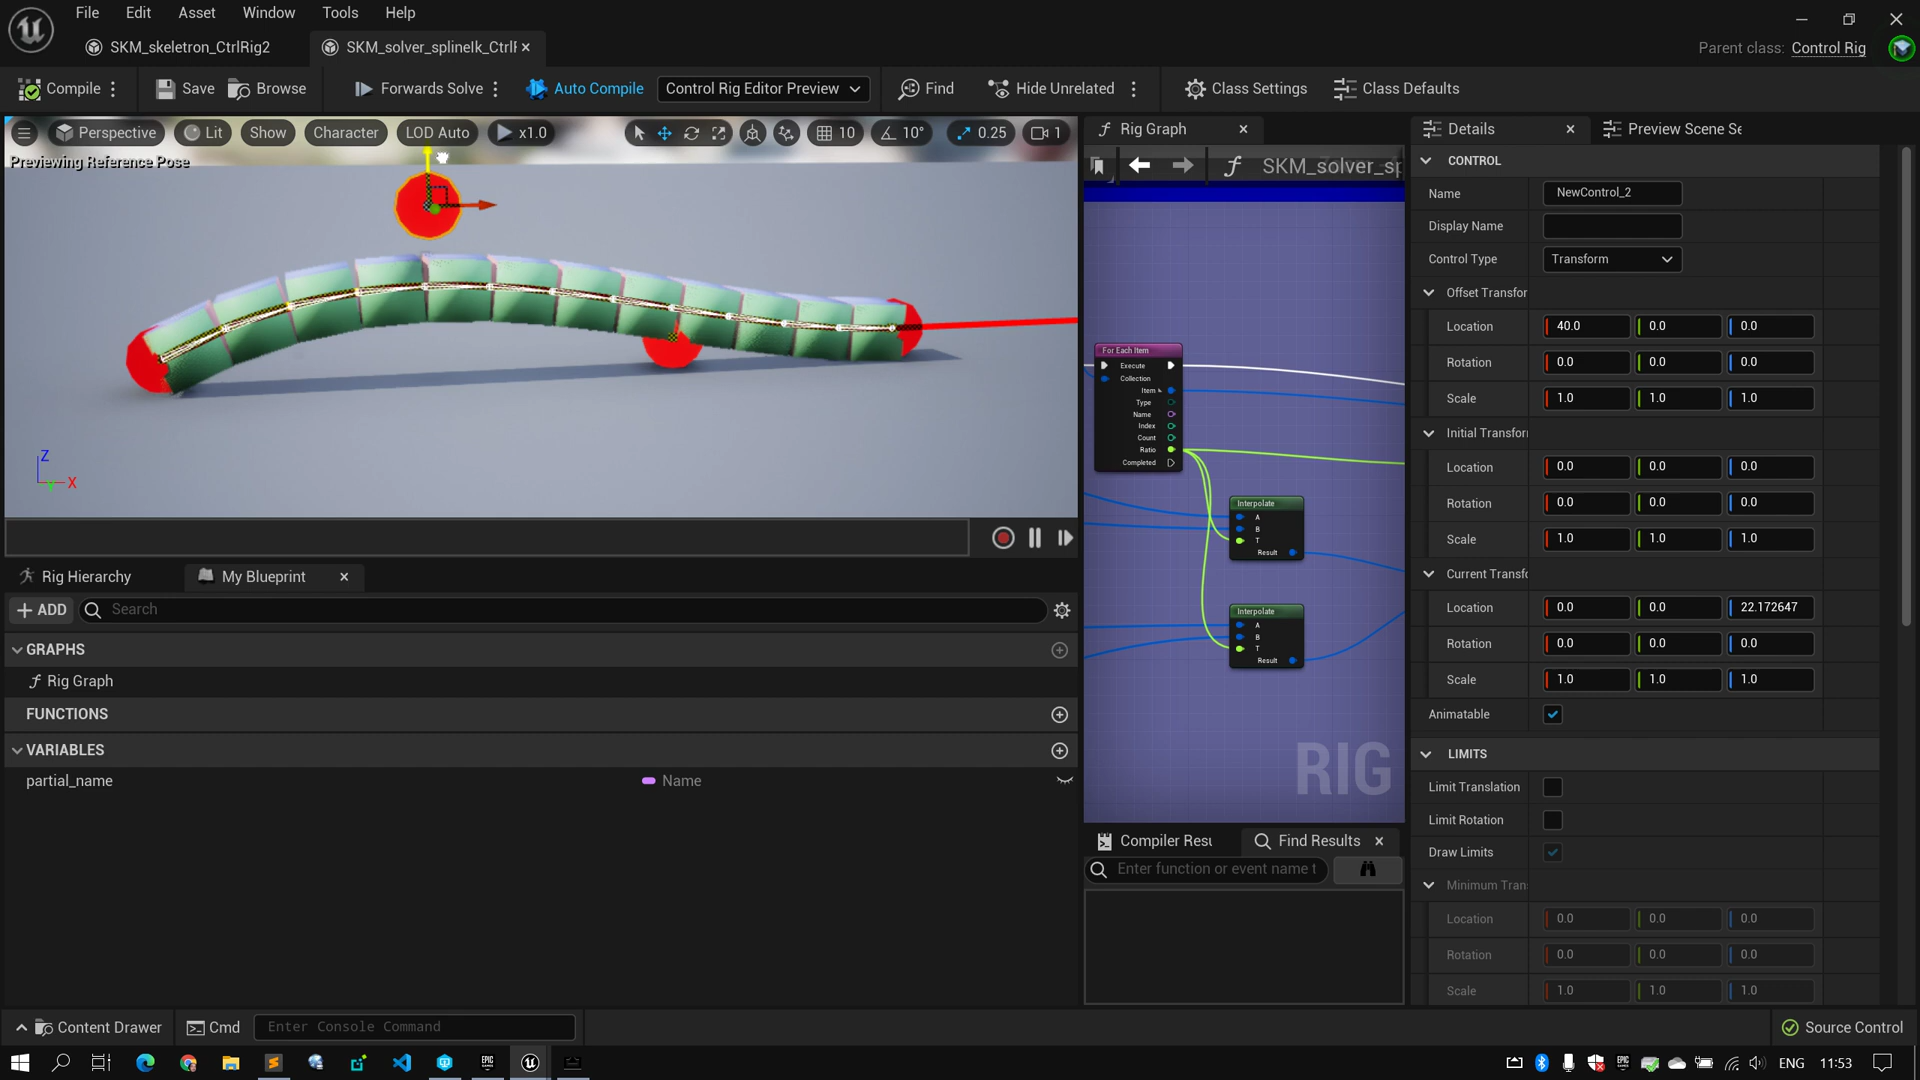 File Edit Asset Window Tools Help
SKM_skeletron_CtrlRig2
SKM_solver_splineIk_CtrlF
Parent class: Control Rig
Compile Save Browse Forwards Solve Auto Compile Control Rig Editor Preview Find Hide Unrelated Class Settings Class Defaults
Perspective Lit Show Character LOD Auto x1.0 10 10° 0.25 1
Previewing Reference Pose
Z
Y
X
Rig Graph
SKM_solver_sp
For Each Item
Execute
Collection
Item
Type
Name
Index
Count
Ratio
Completed
Interpolate
A
B
T
Result
Interpolate
A
B
T
Result
RIG
Rig Hierarchy My Blueprint
ADD Search
GRAPHS
Rig Graph
FUNCTIONS
VARIABLES
partial_name Name
Compiler Resu Find Results
Enter function or event name t
Details Preview Scene Se
CONTROL
Name NewControl_2
Display Name
Control Type Transform
Offset Transfor
Location 40.0 0.0 0.0
Rotation 0.0 0.0 0.0
Scale 1.0 1.0 1.0
Initial Transforn
Location 0.0 0.0 0.0
Rotation 0.0 0.0 0.0
Scale 1.0 1.0 1.0
Current Transfo
Location 0.0 0.0 22.172647
Rotation 0.0 0.0 0.0
Scale 1.0 1.0 1.0
Animatable
LIMITS
Limit Translation
Limit Rotation
Draw Limits
Minimum Tran
Location 0.0 0.0 0.0
Rotation 0.0 0.0 0.0
Scale 1.0 1.0 1.0
Content Drawer Cmd Enter Console Command Source Control
ENG 11:53